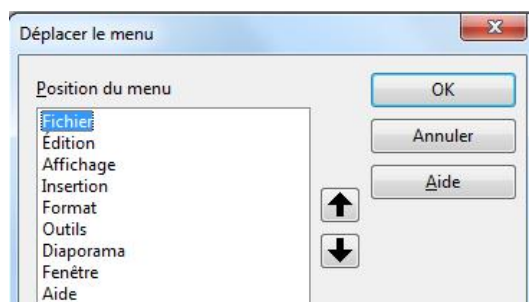 Déplacer le menu
Position du menu
Fichier
Édition
Affichage
Insertion
Format
Outils
Diaporama
Fenêtre
Aide
OK
Annuler
Aide